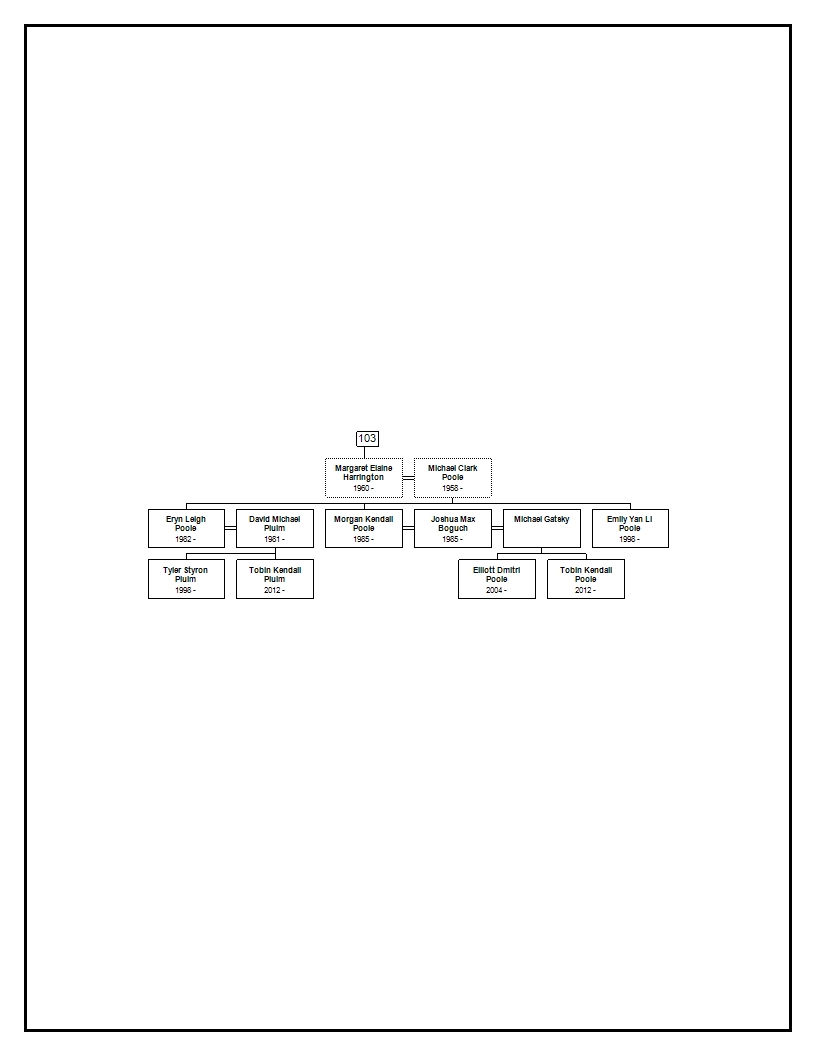 103
Margaret Elaine
Harrington
1960 -
Michael Clark
Poole
1958 -
Eryn Leigh
Poole
1982 -
David Michael
Pluim
1981 -
Morgan Kendall
Poole
1985 -
Joshua Max
Boguch
1985 -
Michael Gatsky
Emily Yan Li
Poole
1998 -
Tyler Styron
Pluim
1998 -
Tobin Kendall
Pluim
2012 -
Elliott Dmitri
Poole
2004 -
Tobin Kendall
Poole
2012 -